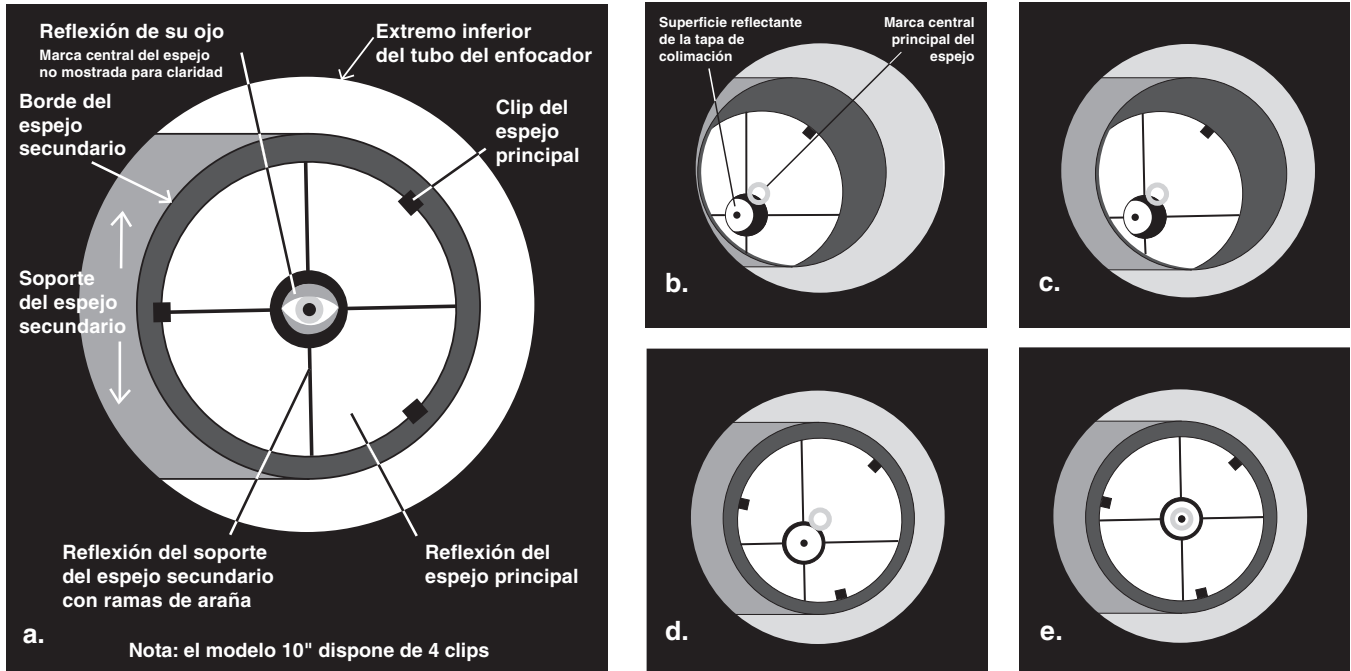 Reflexión de su ojo
Marca central del espejo
no mostrada para claridad
Extremo inferior
del tubo del enfocador
Borde del
espejo
secundario
Clip del
espejo
principal
Soporte
del espejo
secundario
Reflexión del soporte
del espejo secundario
con ramas de araña
Reflexión del
espejo principal
a.
Nota: el modelo 10" dispone de 4 clips
Superficie reflectante
de la tapa de
colimación
Marca central
principal del
espejo
b.
c.
d.
e.